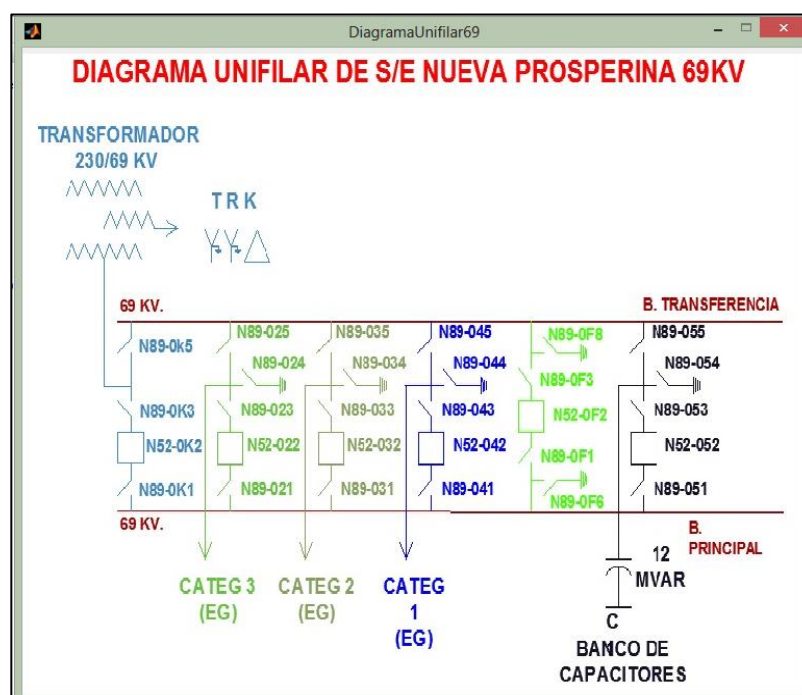 DiagramaUnifilar69
DIAGRAMA UNIFILAR DE S/E NUEVA PROSPERINA 69KV
TRANSFORMADOR
230/69 KV
T R K
69 KV.
B. TRANSFERENCIA
N89-0k5
N89-025
N89-035
N89-045
N89-0F8
N89-055
N89-024
N89-034
N89-044
N89-054
N89-0F3
N89-0K3
N89-023
N89-033
N89-043
N52-0F2
N89-053
N52-0K2
N52-022
N52-032
N52-042
N89-0F1
N52-052
N89-0K1
N89-021
N89-031
N89-041
N89-0F6
N89-051
69 KV.
B.
PRINCIPAL
CATEG 3
(EG)
CATEG 2
(EG)
CATEG
1
(EG)
12
MVAR
C
BANCO DE
CAPACITORES